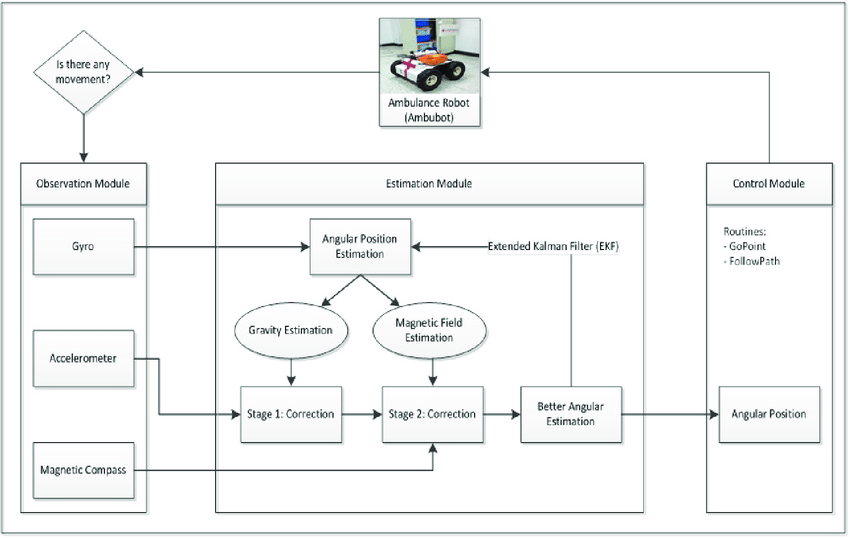 Is there any
movement?
Ambulance Robot
(Ambubot)
Observation Module
Estimation Module
Control Module
Gyro
Angular Position
Estimation
Extended Kalman Filter (EKF)
Routines:
- GoPoint
- FollowPath
Gravity Estimation
Magnetic Field
Estimation
Accelerometer
Stage 1: Correction
Stage 2: Correction
Better Angular
Estimation
Angular Position
Magnetic Compass